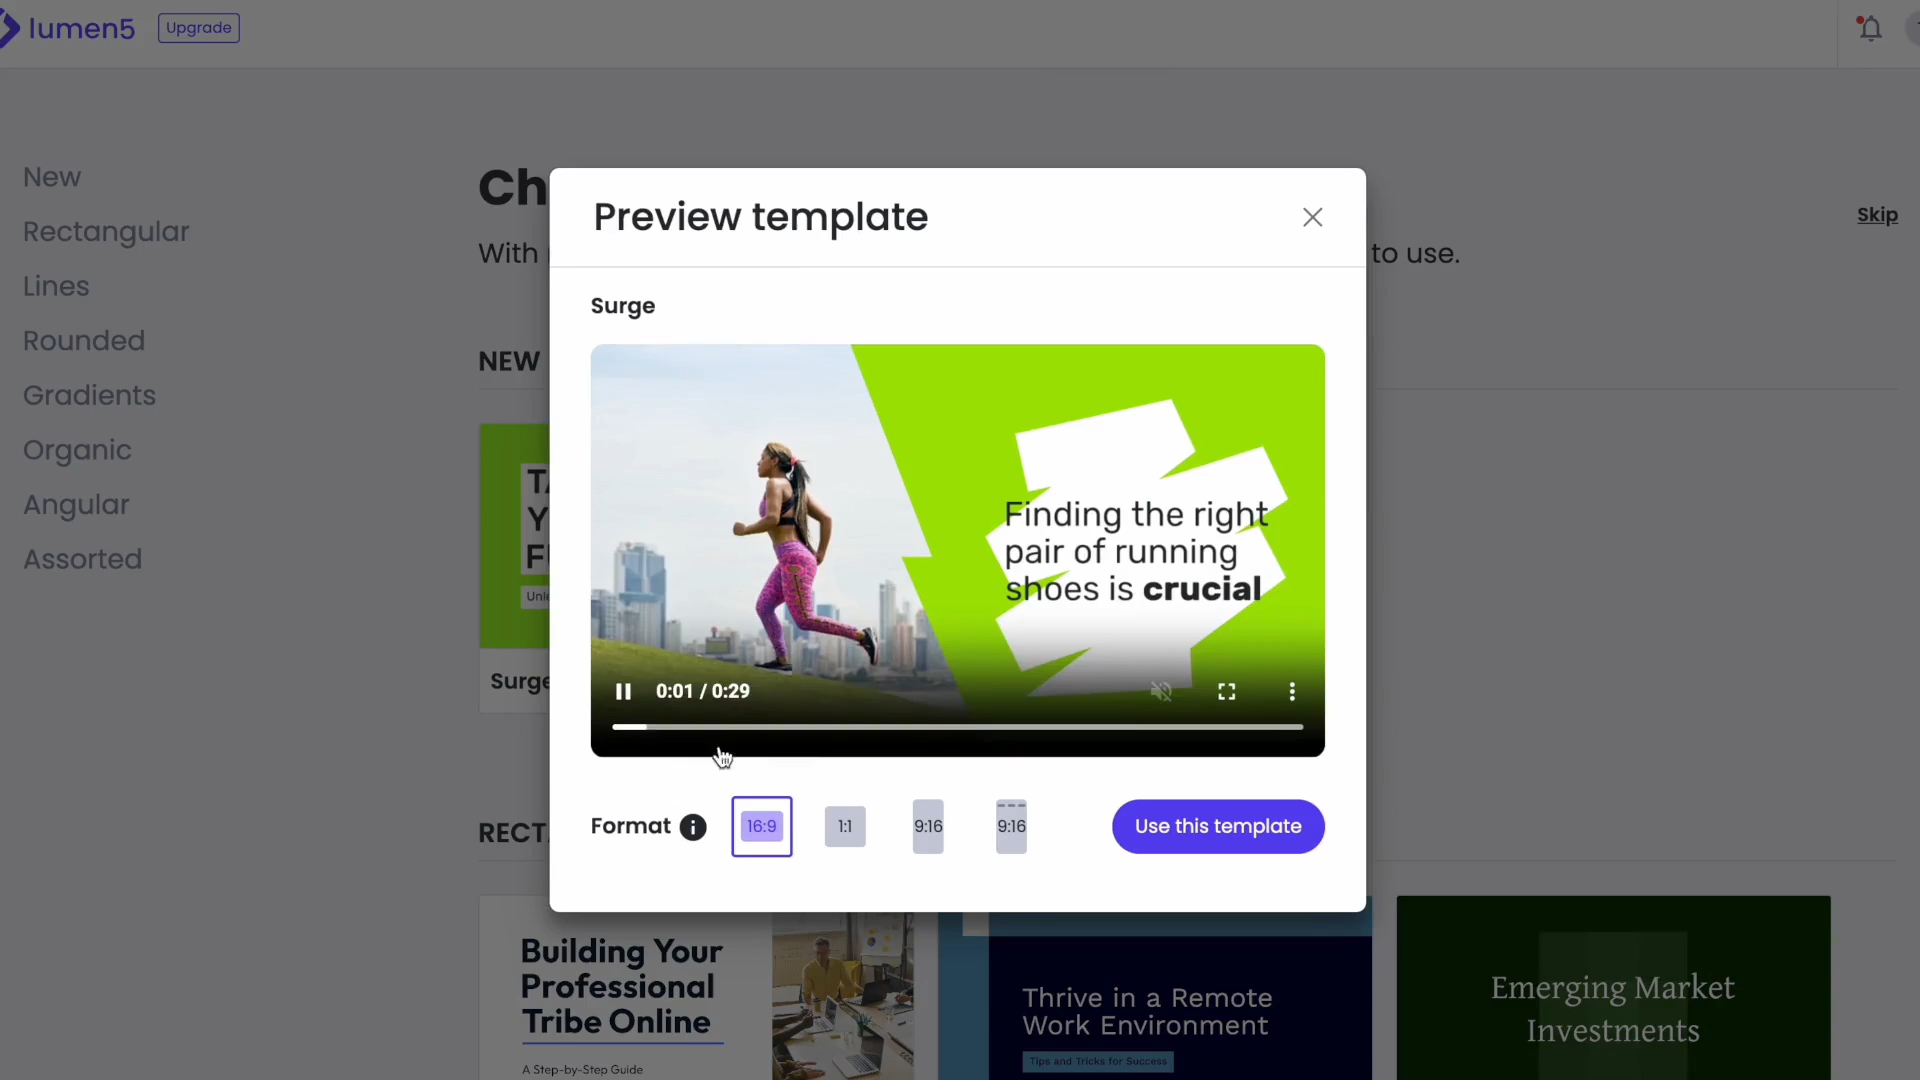 lumen5
Upgrade
New
Rectangular
Lines
Rounded
Gradients
Organic
Angular
Assorted
Ch
With
to use.
Skip
NEW
Preview template
Surge
Finding the right
pair of running
shoes is crucial
0:01 / 0:29
Format i
16:9
1:1
9:16
9:16
Use this template
Surge
RECT
Building Your
Professional
Tribe Online
A Step-by-Step Guide
Thrive in a Remote
Work Environment
Tips and Tricks for Success
Emerging Market
Investments